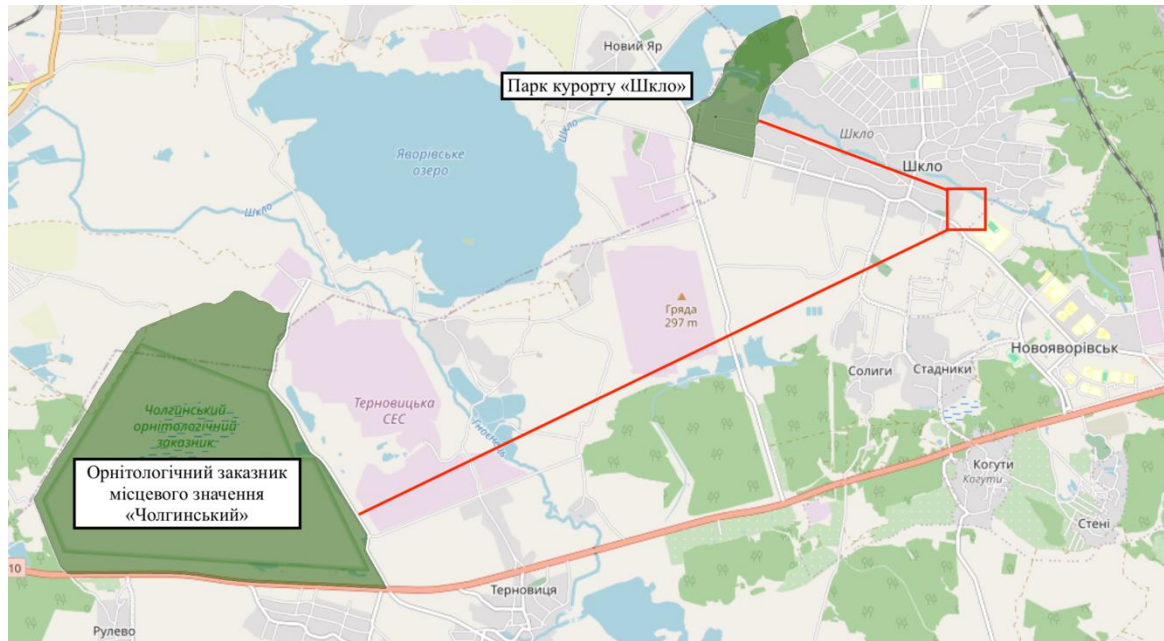 Новий Яр
Парк курорту «Шкло»
Шкло
Шкло
Шкло
Яворівське
озеро
Шкло
Гряда
297 m
Новояворівськ
Солиги
Стадники
Чолгинський
орнітологічний
заказник
Терновицька
СЕС
Гноєнець
Орнітологічний заказник
місцевого значення
«Чолгинський»
Когути
Когути
Стені
10
Терновиця
Рулево